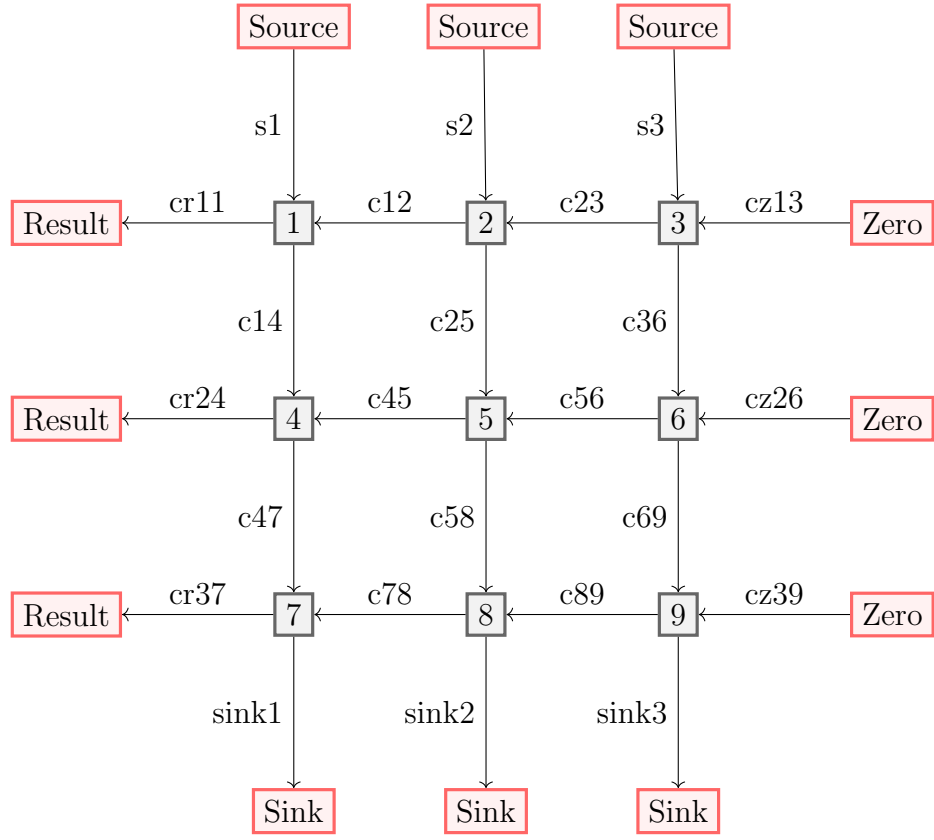 Source Source Source
s1 s2 s3
cr11 c12 c23 cz13
Result 1 2 3 Zero
c14 c25 c36
cr24 c45 c56 cz26
Result 4 5 6 Zero
c47 c58 c69
cr37 c78 c89 cz39
Result 7 8 9 Zero
sink1 sink2 sink3
Sink Sink Sink